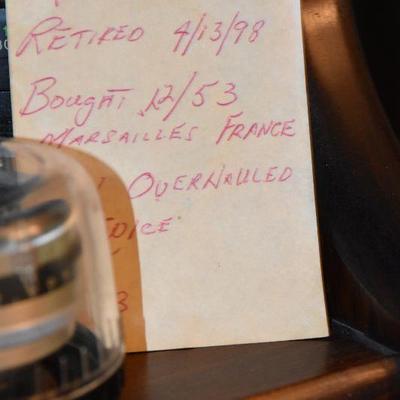 Retired 4/13/98
Bought 12/53
Marsailles France
Overhauled